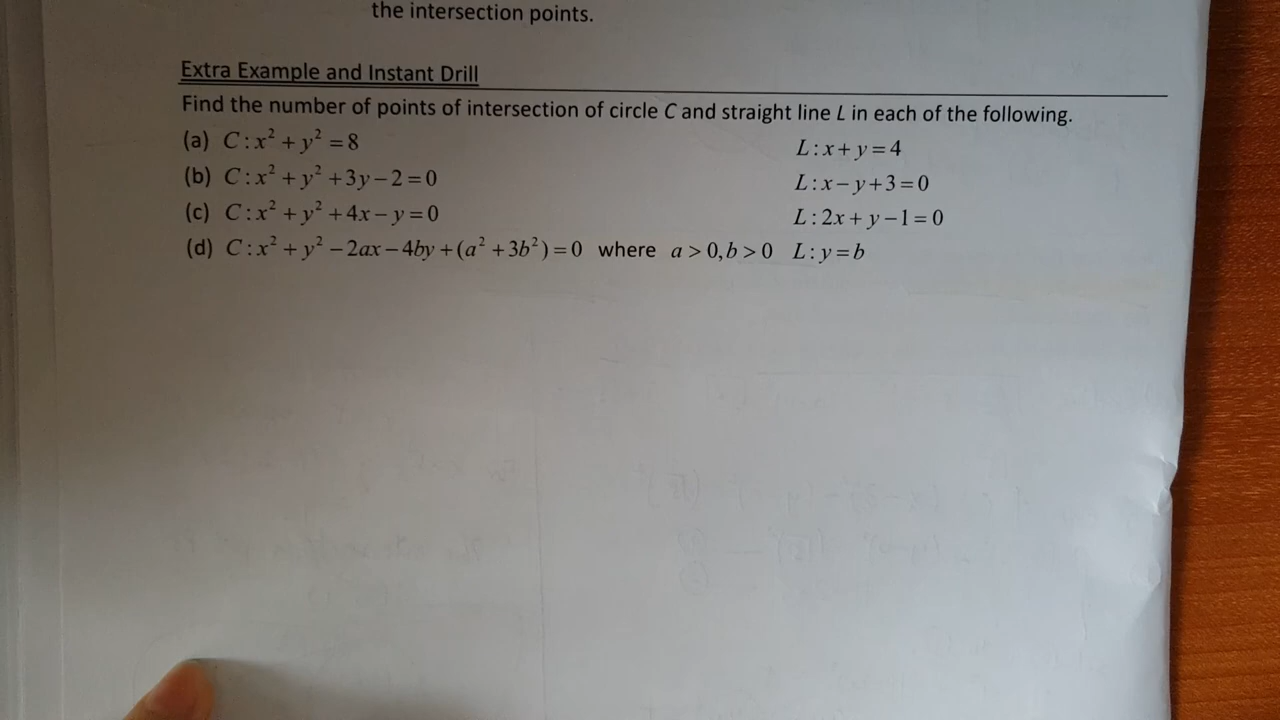 the intersection points.
Extra Example and Instant Drill
Find the number of points of intersection of circle C and straight line L in each of the following.
(a) C : x² + y² = 8 L : x + y = 4
(b) C : x² + y² + 3y − 2 = 0 L : x − y + 3 = 0
(c) C : x² + y² + 4x − y = 0 L : 2x + y − 1 = 0
(d) C : x² + y² − 2ax − 4by + (a² + 3b²) = 0 where a > 0, b > 0 L : y = b